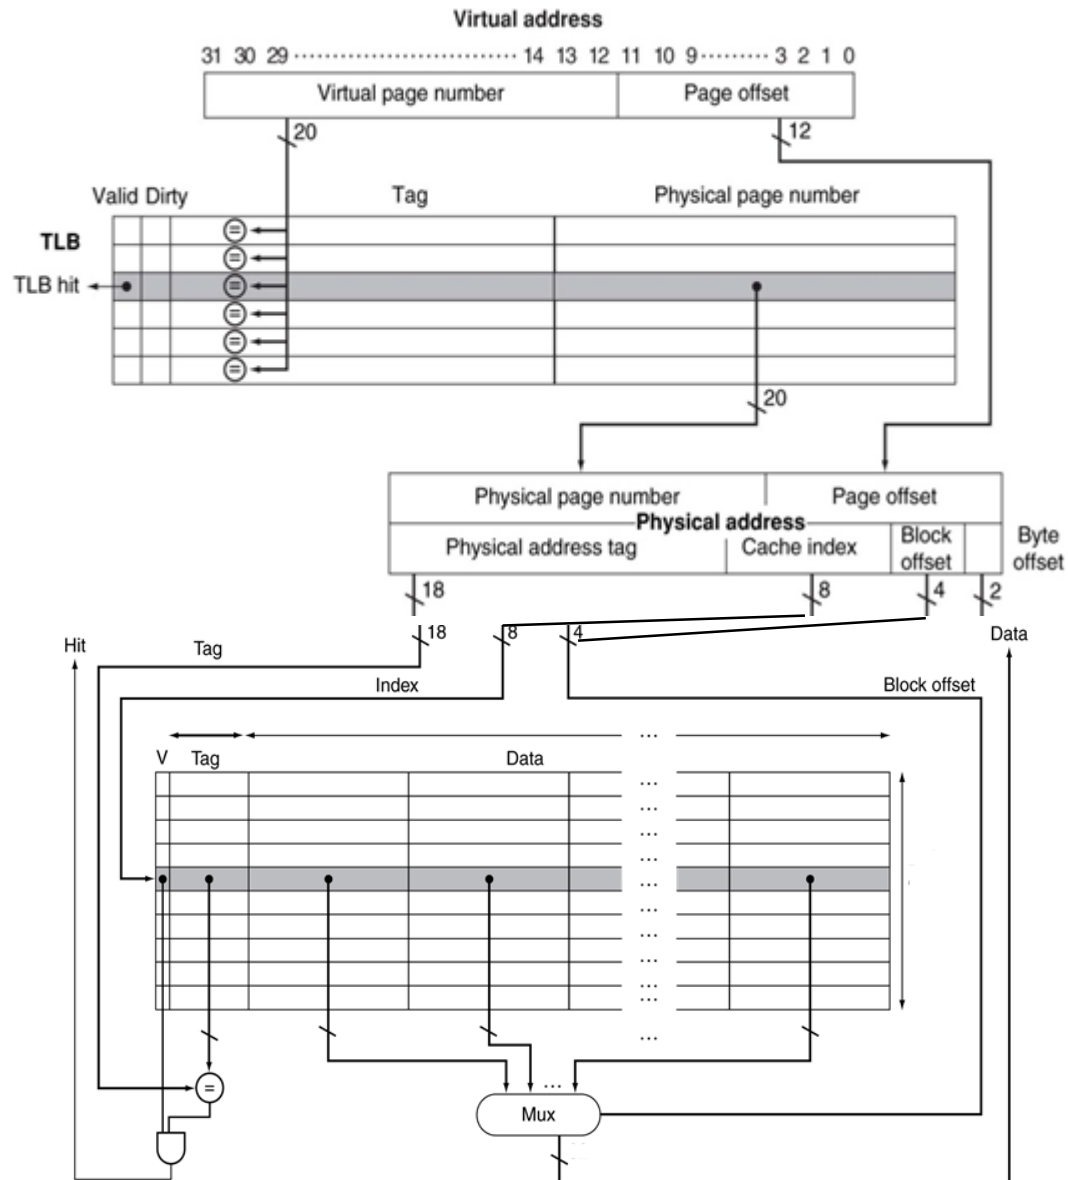 Virtual address
31 30 29 ........................................ 14 13 12 11 10 9 ......... 3 2 1 0
Virtual page number Page offset
20 12
Valid Dirty Tag Physical page number
TLB
=
=
TLB hit =
=
=
=
20
Physical page number Page offset
Physical address
Physical address tag Cache index Block offset Byte offset
18 8 4 2
18 8 4
Hit Tag Data
Index Block offset
...
V Tag Data
...
...
...
...
...
...
...
...
...
...
...
= ...
Mux